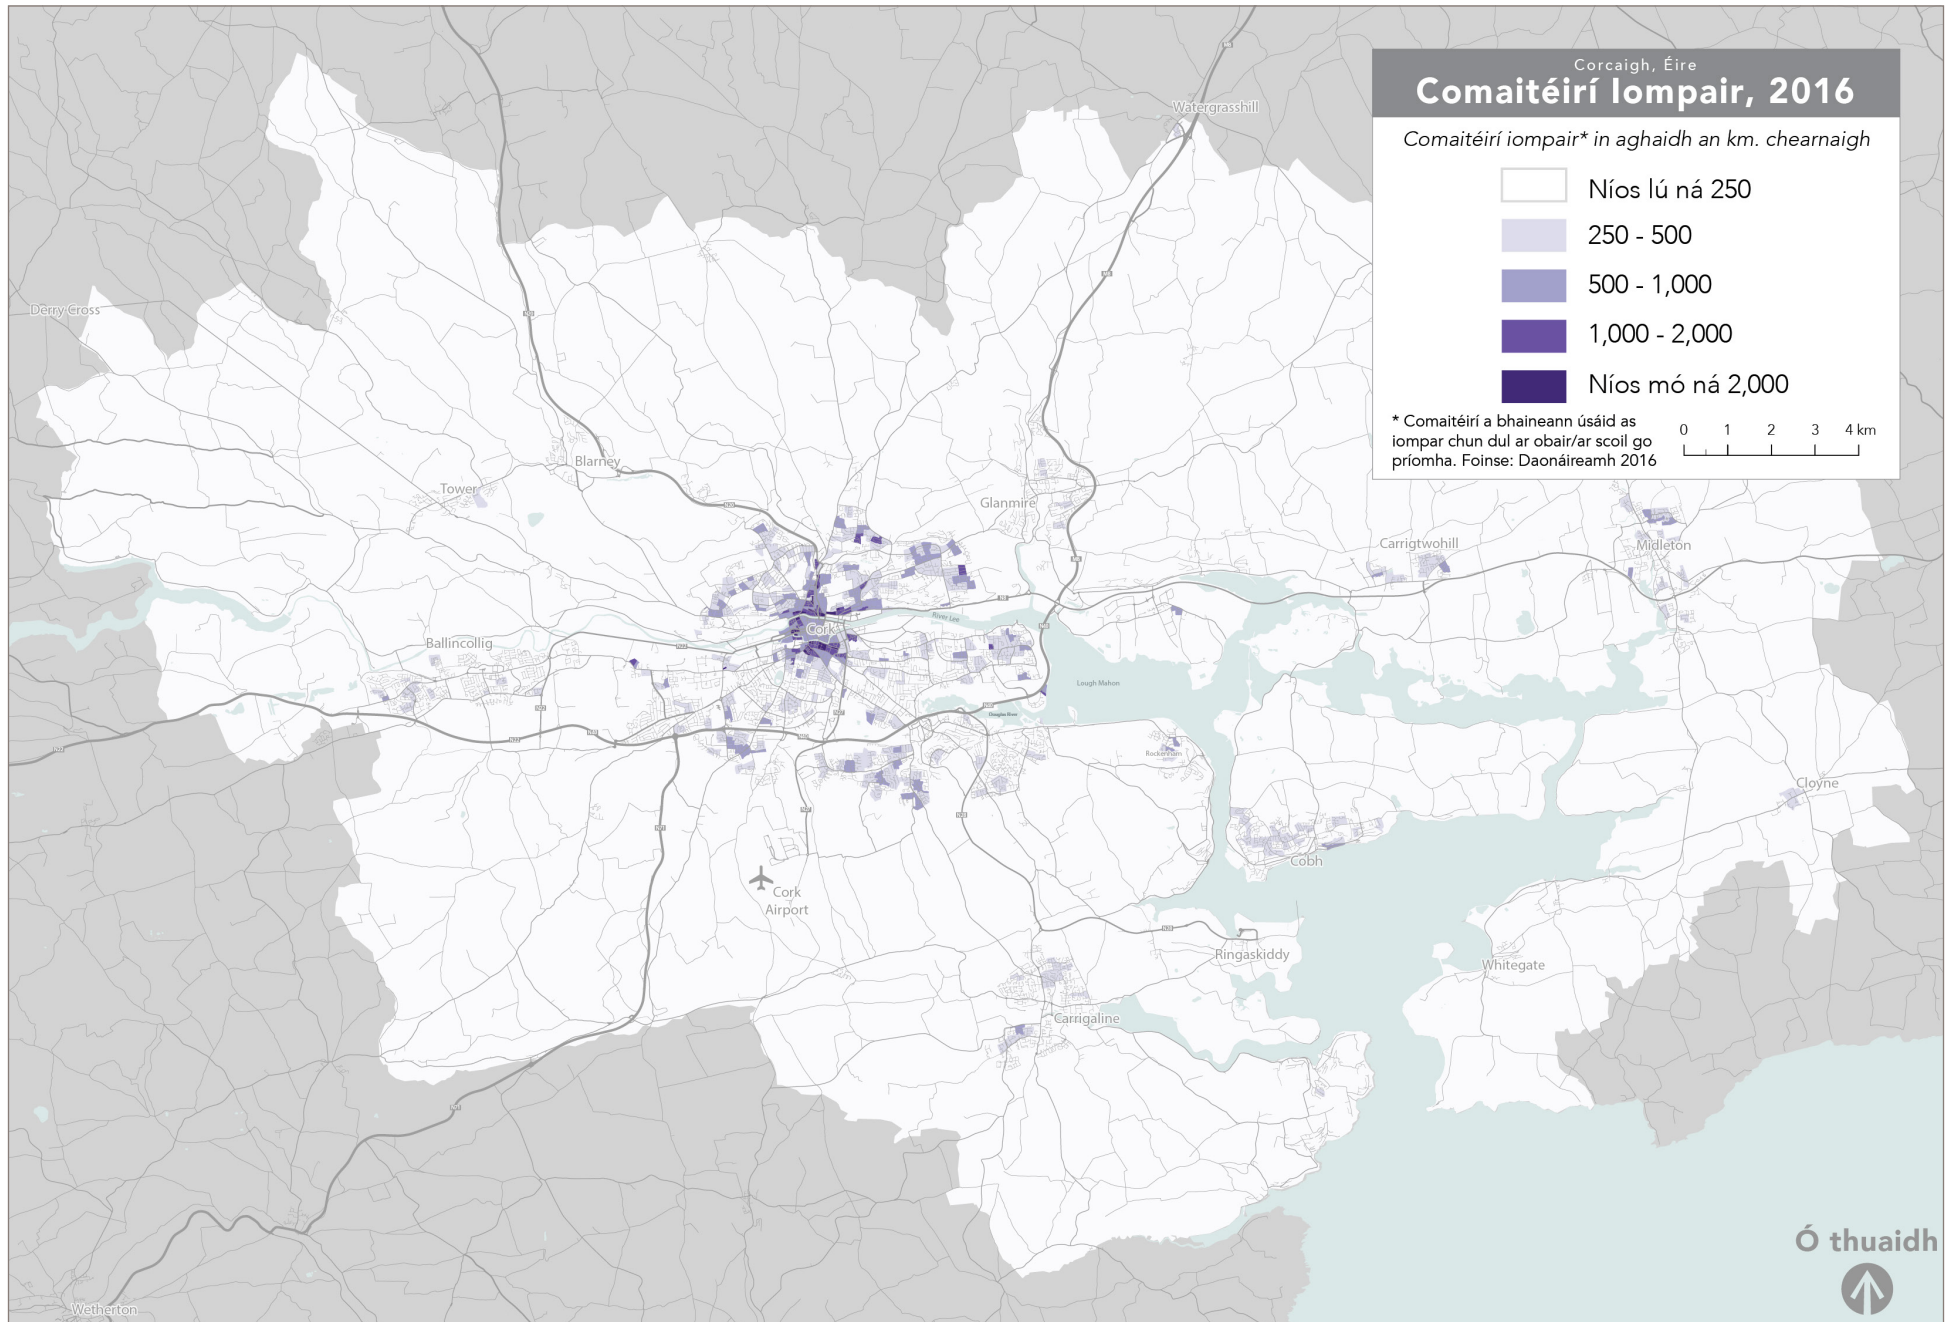 Corcaigh, Éire
Comaitéirí Iompair, 2016
Comaitéirí iompair* in aghaidh an km. chearnaigh
Níos lú ná 250
250 - 500
500 - 1,000
1,000 - 2,000
Níos mó ná 2,000
* Comaitéirí a bhaineann úsáid as
iompar chun dul ar obair/ar scoil go
príomha. Foinse: Daonáireamh 2016
0 1 2 3 4 km
Watergrasshill
Derry Cross
Blarney
Tower
Glanmire
Carrigtwohill
Midleton
River Lee
Cork
Ballincollig
Lough Mahon
Douglas River
Rockenham
Cloyne
Cobh
Cork
Airport
Ringaskiddy
Whitegate
Carrigaline
Ó thuaidh
Wetherton